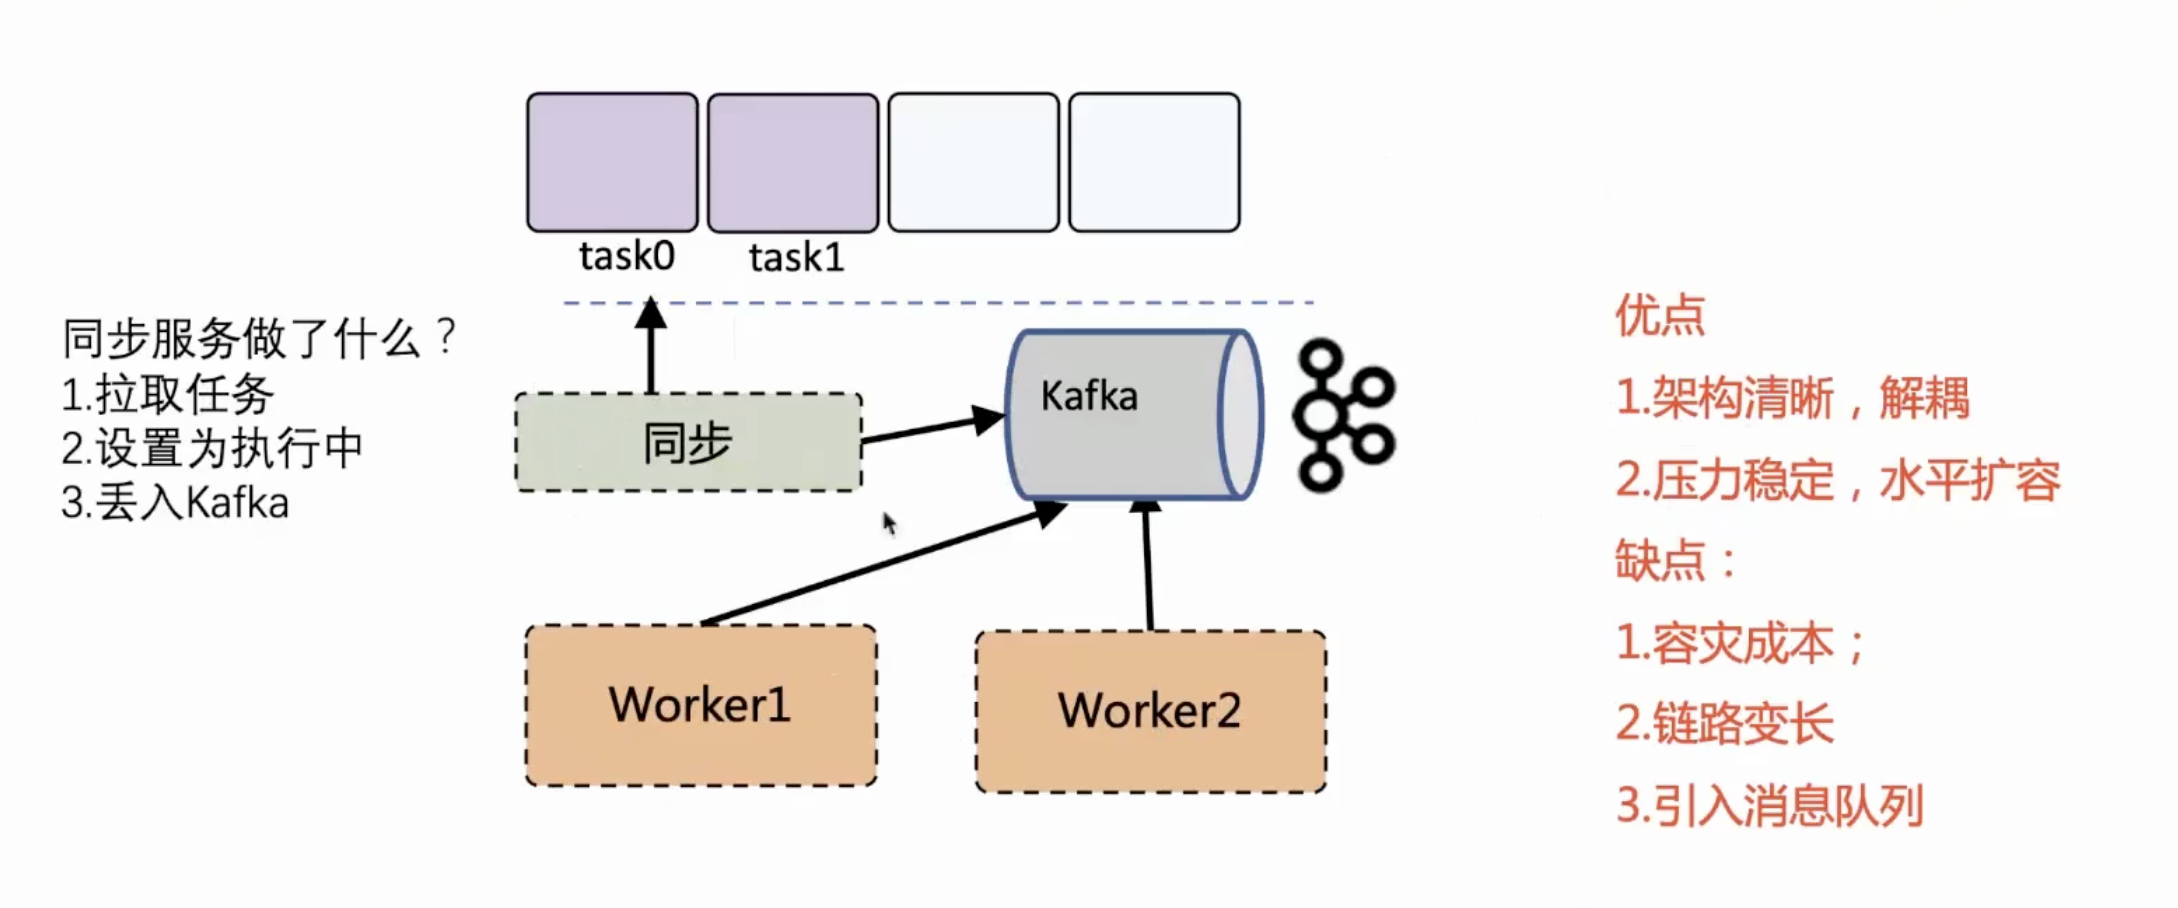 task0
task1
同步服务做了什么？
1.拉取任务
2.设置为执行中
3.丢入Kafka
同步
Kafka
Worker1
Worker2
优点
1.架构清晰，解耦
2.压力稳定，水平扩容
缺点：
1.容灾成本；
2.链路变长
3.引入消息队列